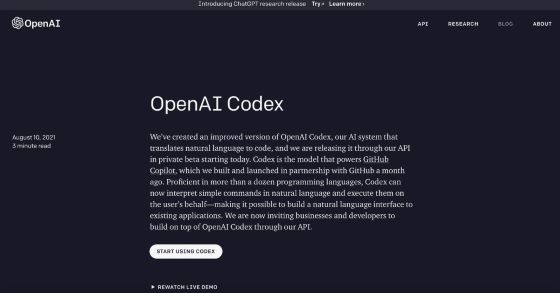 Introducing ChatGPT research release Try ↗ Learn more ›
OpenAI
API RESEARCH BLOG ABOUT
OpenAI Codex
August 10, 2021
3 minute read
We've created an improved version of OpenAI Codex, our AI system that
translates natural language to code, and we are releasing it through our API
in private beta starting today. Codex is the model that powers GitHub
Copilot, which we built and launched in partnership with GitHub a month
ago. Proficient in more than a dozen programming languages, Codex can
now interpret simple commands in natural language and execute them on
the user's behalf—making it possible to build a natural language interface to
existing applications. We are now inviting businesses and developers to
build on top of OpenAI Codex through our API.
START USING CODEX
▶ REWATCH LIVE DEMO